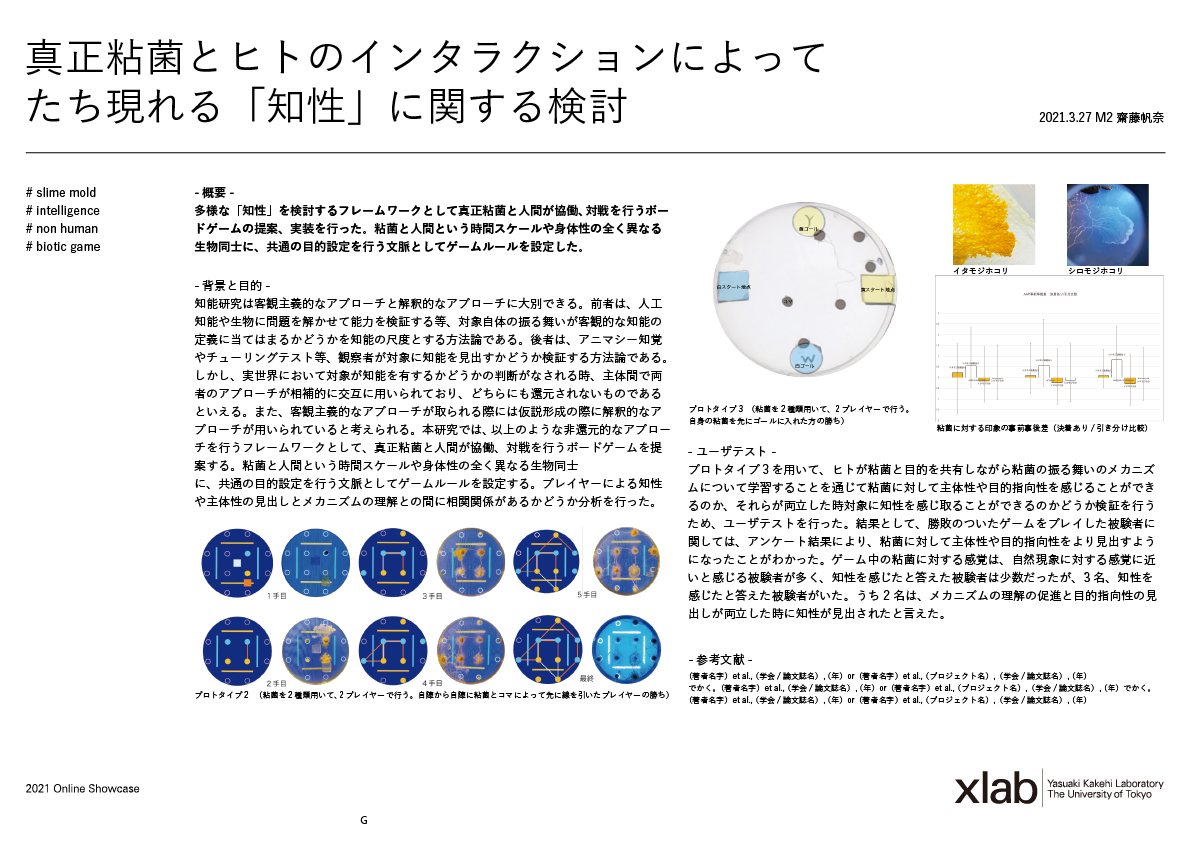 真正粘菌とヒトのインタラクションによって
たち現れる「知性」に関する検討
2021.3.27 M2 齋藤帆奈
# slime mold
# intelligence
# non human
# biotic game
- 概要 -
多様な「知性」を検討するフレームワークとして真正粘菌と人間が協働、対戦を行うボー
ドゲームの提案、実装を行った。粘菌と人間という時間スケールや身体性の全く異なる
生物同士に、共通の目的設定を行う文脈としてゲームルールを設定した。
- 背景と目的 -
知能研究は客観主義的なアプローチと解釈的なアプローチに大別できる。前者は、人工
知能や生物に問題を解かせて能力を検証する等、対象自体の振る舞いが客観的な知能の
定義に当てはまるかどうかを知能の尺度とする方法論である。後者は、アニマシー知覚
やチューリングテスト等、観察者が対象に知能を見出すかどうか検証する方法論である。
しかし、実世界において対象が知能を有するかどうかの判断がなされる時、主体間で両
者のアプローチが相補的に交互に用いられており、どちらにも還元されないものである
といえる。また、客観主義的なアプローチが取られる際には仮説形成の際に解釈的なア
プローチが用いられていると考えられる。本研究では、以上のような非還元的なアプロー
チを行うフレームワークとして、真正粘菌と人間が協働、対戦を行うボードゲームを提
案する。粘菌と人間という時間スケールや身体性の全く異なる生物同士
に、共通の目的設定を行う文脈としてゲームルールを設定する。プレイヤーによる知性
や主体性の見出しとメカニズムの理解との間に相関関係があるかどうか分析を行った。
1手目
3手目
5手目
2手目
4手目
最終
プロトタイプ2 （粘菌を2種類用いて、2プレイヤーで行う。自陣から自陣に粘菌とコマによって先に線を引いたプレイヤーの勝ち）
Y
黄ゴール
白スタート地点
黄スタート地点
W
白ゴール
プロトタイプ3 （粘菌を2種類用いて、2プレイヤーで行う。
自身の粘菌を先にゴールに入れた方の勝ち）
イタモジホコリ
シロモジホコリ
粘菌に対する印象の事前事後差（決着あり/引き分け比較）
- ユーザテスト -
プロトタイプ3を用いて、ヒトが粘菌と目的を共有しながら粘菌の振る舞いのメカニズ
ムについて学習することを通じて粘菌に対して主体性や目的指向性を感じることができ
るのか、それらが両立した時対象に知性を感じ取ることができるのかどうか検証を行う
ため、ユーザテストを行った。結果として、勝敗のついたゲームをプレイした被験者に
関しては、アンケート結果により、粘菌に対して主体性や目的指向性をより見出すよう
になったことがわかった。ゲーム中の粘菌に対する感覚は、自然現象に対する感覚に近
いと感じる被験者が多く、知性を感じたと答えた被験者は少数だったが、3名、知性を
感じたと答えた被験者がいた。うち2名は、メカニズムの理解の促進と目的指向性の見
出しが両立した時に知性が見出されたと言えた。
- 参考文献 -
（著者名字）et al.,（学会/論文誌名）,（年）or（著者名字）et al.,（プロジェクト名）,（学会/論文誌名）,（年）
でかく。（著者名字）et al.,（学会/論文誌名）,（年）or（著者名字）et al.,（プロジェクト名）,（学会/論文誌名）,（年）でかく。
（著者名字）et al.,（学会/論文誌名）,（年）or（著者名字）et al.,（プロジェクト名）,（学会/論文誌名）,（年）
2021 Online Showcase
xlab
Yasuaki Kakehi Laboratory
The University of Tokyo
G